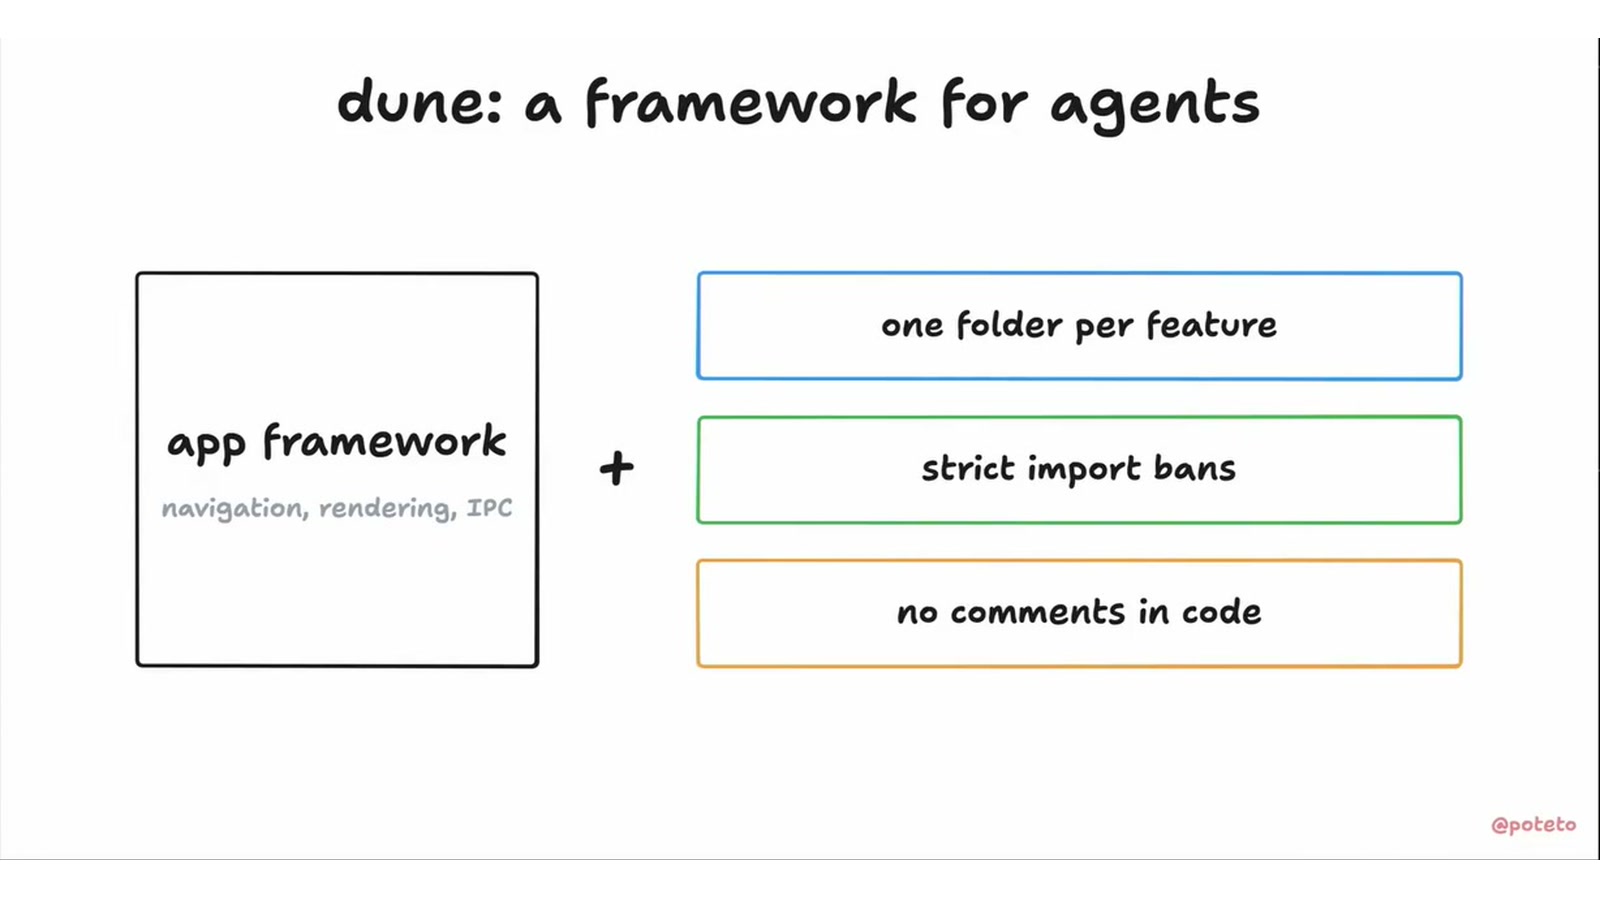 dune: a framework for agents
app framework
navigation, rendering, IPC
+
one folder per feature
strict import bans
no comments in code
@poteto